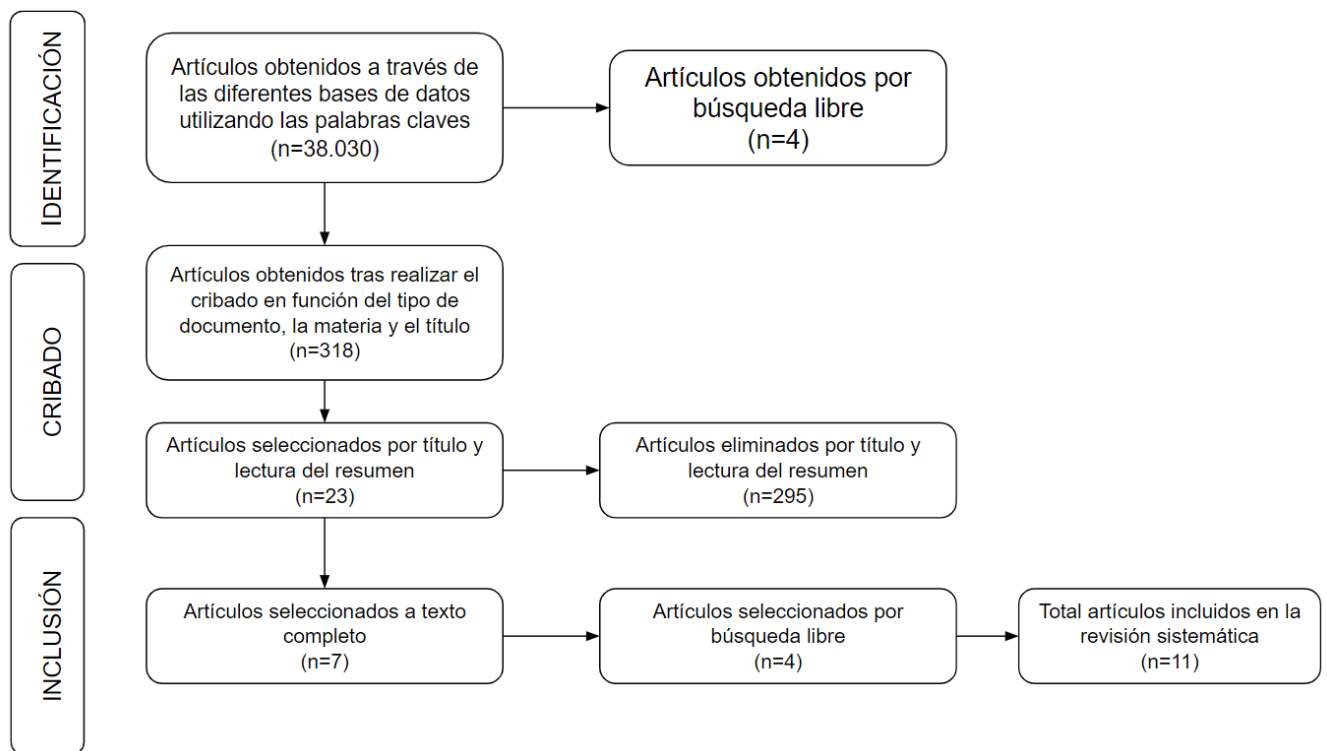 IDENTIFICACIÓN
Artículos obtenidos a través de
las diferentes bases de datos
utilizando las palabras claves
(n=38.030)
Artículos obtenidos por
búsqueda libre
(n=4)
CRIBADO
Artículos obtenidos tras realizar el
cribado en función del tipo de
documento, la materia y el título
(n=318)
Artículos seleccionados por título y
lectura del resumen
(n=23)
Artículos eliminados por título y
lectura del resumen
(n=295)
INCLUSIÓN
Artículos seleccionados a texto
completo
(n=7)
Artículos seleccionados por
búsqueda libre
(n=4)
Total artículos incluidos en la
revisión sistemática
(n=11)